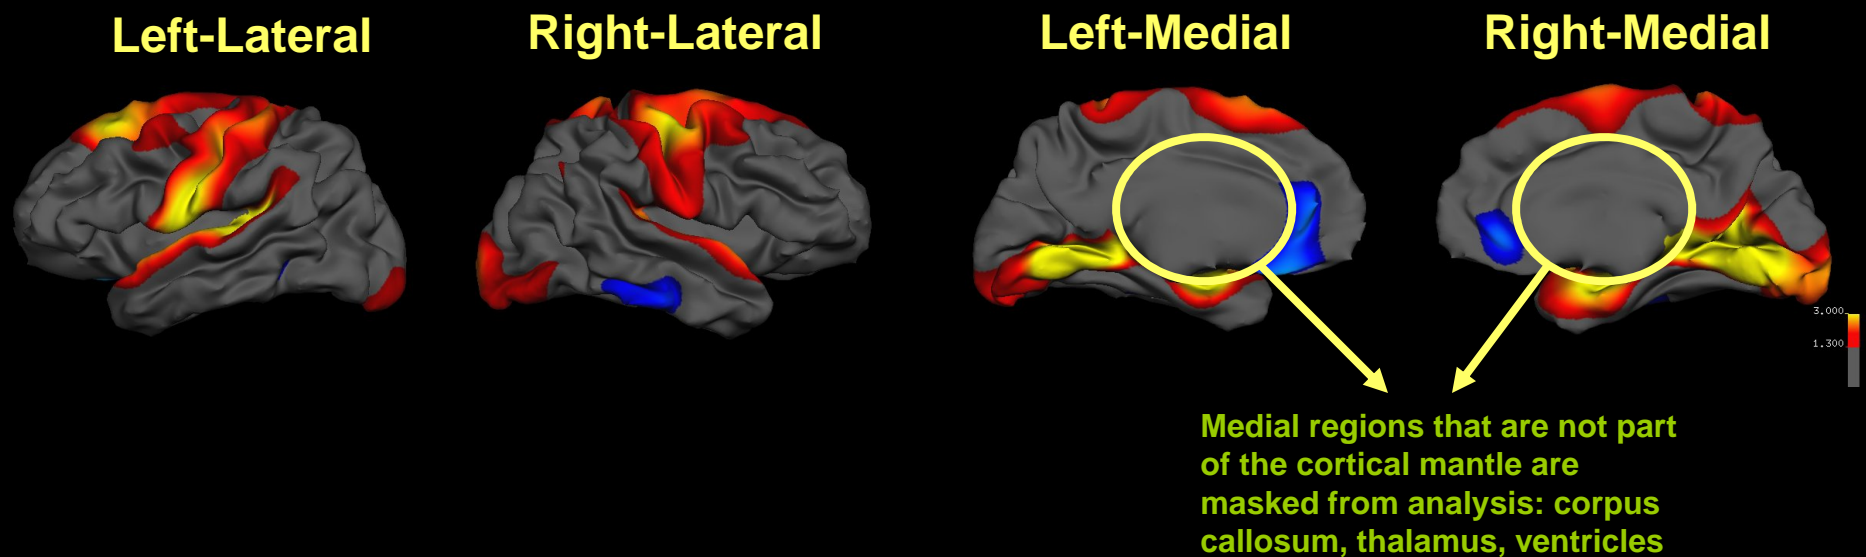 Left-Lateral
Right-Lateral
Left-Medial
Right-Medial
3.000
1.300
Medial regions that are not part
of the cortical mantle are
masked from analysis: corpus
callosum, thalamus, ventricles